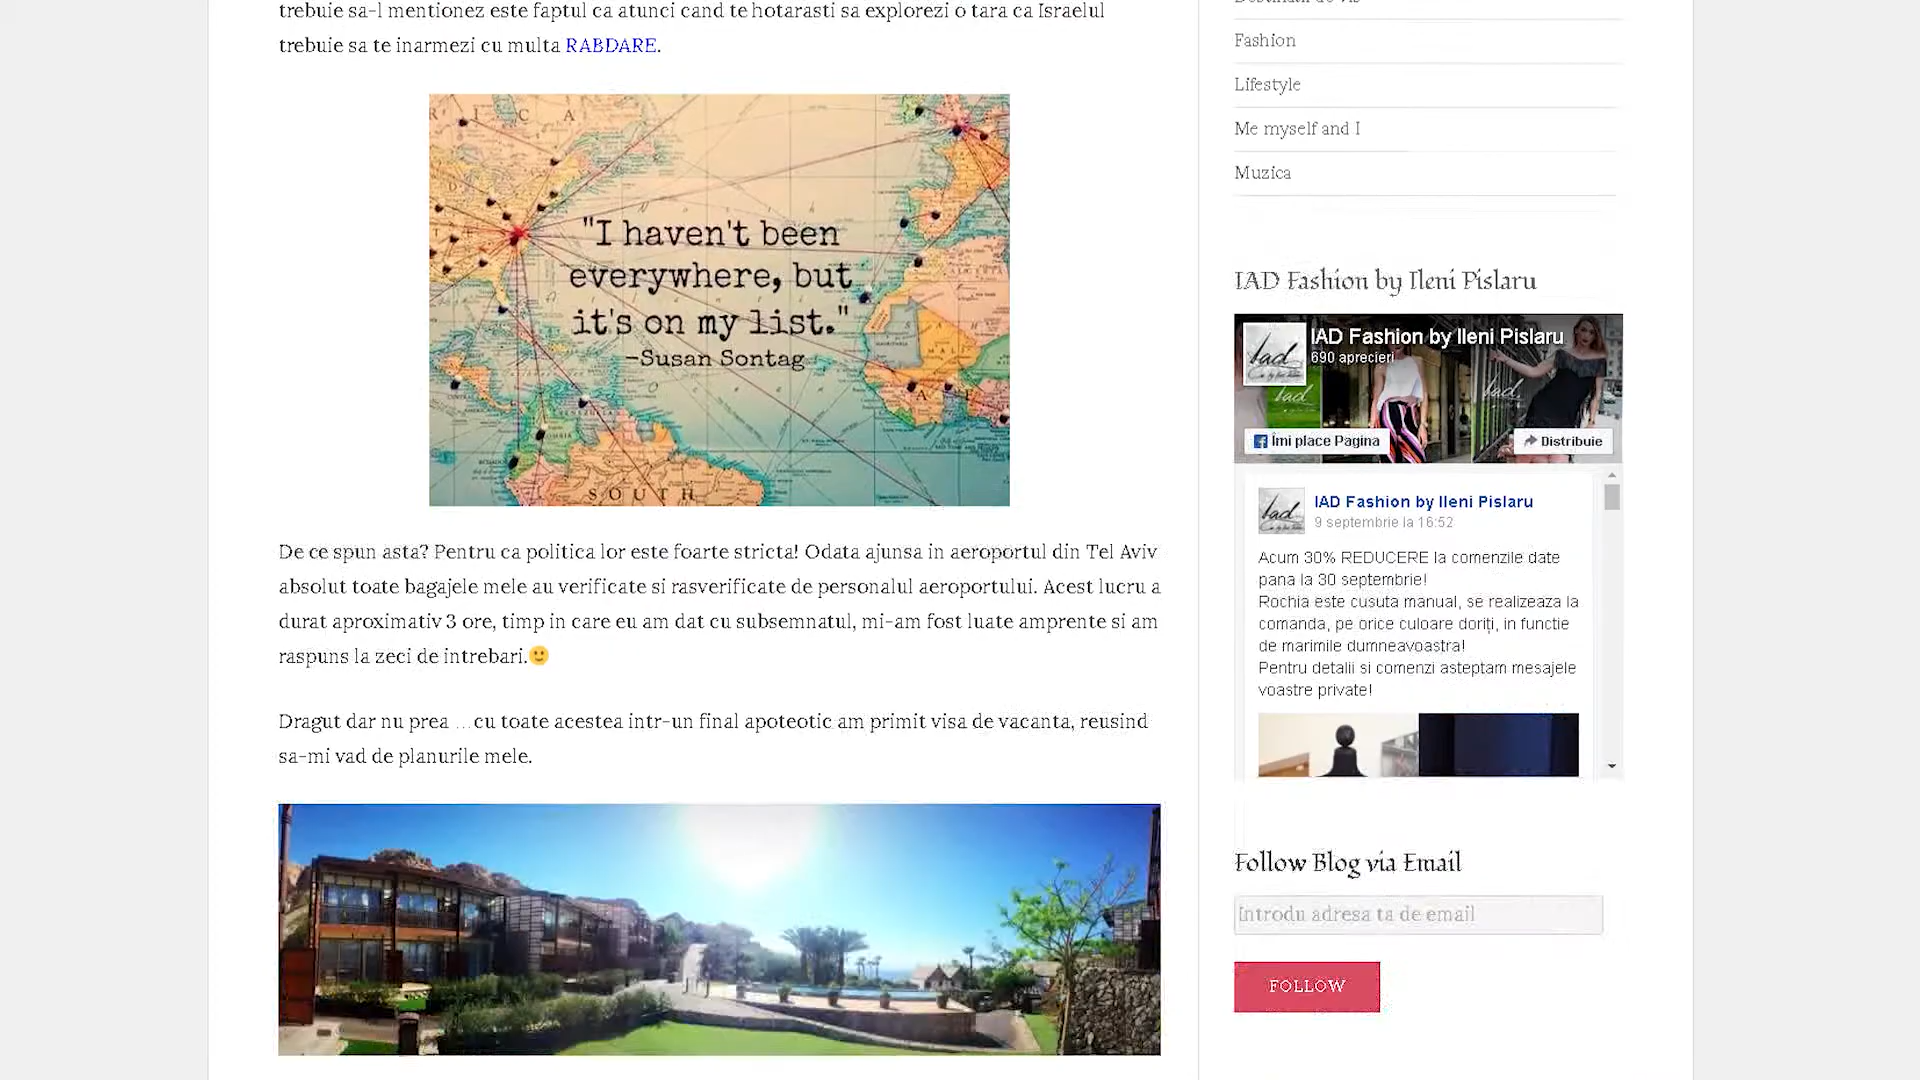 trebuie sa-l mentionez este faptul ca atunci cand te hotarasti sa explorezi o tara ca Israelul
trebuie sa te inarmezi cu multa RABDARE.
"I haven't been
everywhere, but
it's on my list."
-Susan Sontag
SOUTH
De ce spun asta? Pentru ca politica lor este foarte stricta! Odata ajunsa in aeroportul din Tel Aviv
absolut toate bagajele mele au verificate si rasverificate de personalul aeroportului. Acest lucru a
durat aproximativ 3 ore, timp in care eu am dat cu subsemnatul, mi-am fost luate amprente si am
raspuns la zeci de intrebari.🙂
Dragut dar nu prea …cu toate acestea intr-un final apoteotic am primit visa de vacanta, reusind
sa-mi vad de planurile mele.
Fashion
Lifestyle
Me myself and I
Muzica
IAD Fashion by Ileni Pislaru
IAD Fashion by Ileni Pislaru
690 aprecieri
Îmi place Pagina
Distribuie
IAD Fashion by Ileni Pislaru
9 septembrie la 16:52
Acum 30% REDUCERE la comenzile date
pana la 30 septembrie!
Rochia este cusuta manual, se realizeaza la
comanda, pe orice culoare doriți, in functie
de marimile dumneavoastra!
Pentru detalii si comenzi asteptam mesajele
voastre private!
Follow Blog via Email
Introdu adresa ta de email
FOLLOW